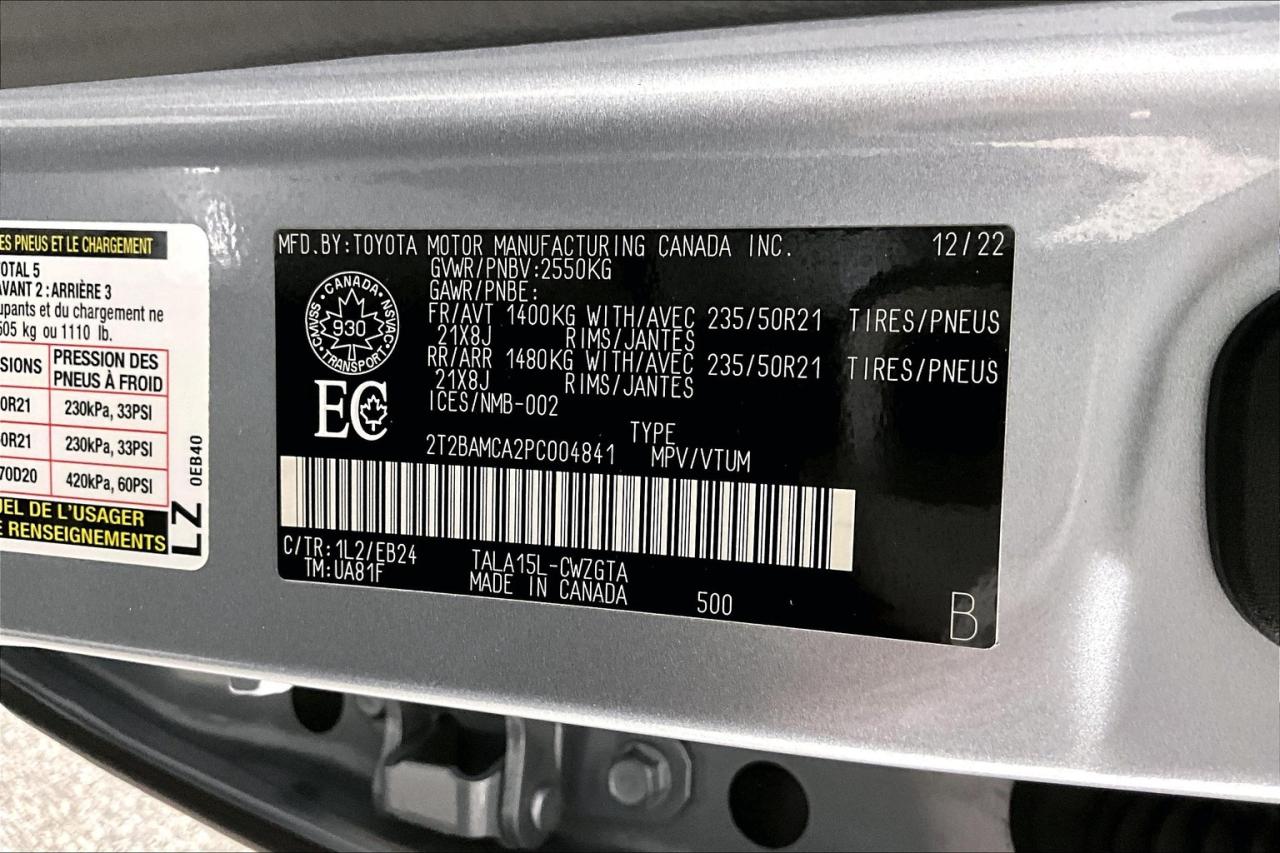 ES PNEUS ET LE CHARGEMENT
OTAL 5
AVANT 2 : ARRIÈRE 3
upants et du chargement ne
505 kg ou 1110 lb.
SIONS
PRESSION DES
PNEUS À FROID
0R21
230kPa, 33PSI
0R21
230kPa, 33PSI
70D20
420kPa, 60PSI
UEL DE L'USAGER
E RENSEIGNEMENTS
LZ
0EB40
MFD.BY:TOYOTA MOTOR MANUFACTURING CANADA INC. 12/22
GVWR/PNBV:2550KG
GAWR/PNBE:
FR/AVT 1400KG WITH/AVEC 235/50R21 TIRES/PNEUS
21X8J RIMS/JANTES
RR/ARR 1480KG WITH/AVEC 235/50R21 TIRES/PNEUS
21X8J RIMS/JANTES
ICES/NMB-002
CANADA
CMVSS
NSVAC
930
TRANSPORT
EC
TYPE
2T2BAMCA2PC004841 MPV/VTUM
C/TR:1L2/EB24 TALA15L-CWZGTA
TM:UA81F MADE IN CANADA 500
B